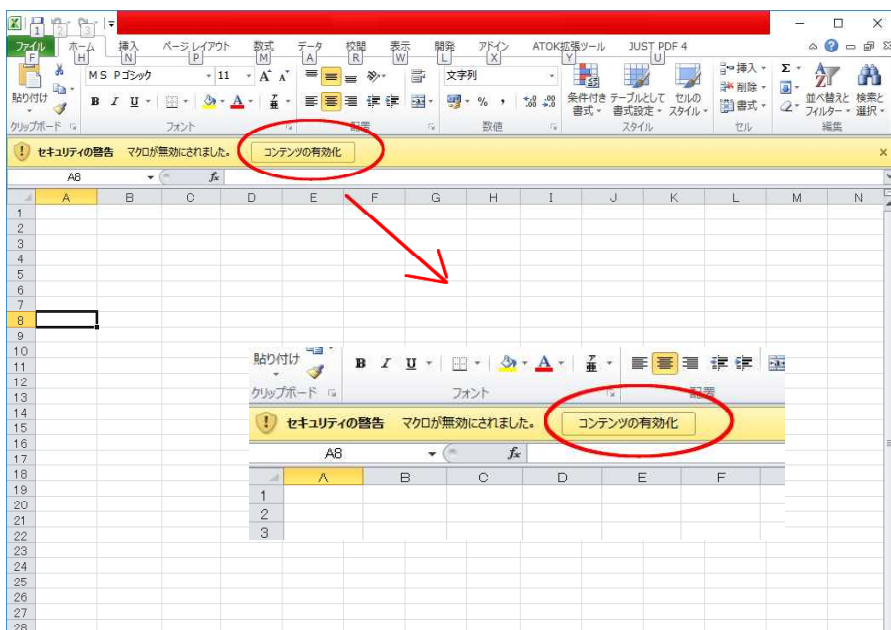 1 2 3
ファイル ホーム 挿入 ページ レイアウト 数式 データ 校閲 表示 開発 アドイン ATOK拡張ツール JUST PDF 4
F H N P M A R W L X Y U
ＭＳ Ｐゴシック 11 A A 文字列 挿入 Σ
貼り付け B I U A ア亜 % , 条件付き書式 テーブルとして書式設定 セルのスタイル 削除 書式 並べ替えとフィルター 検索と選択
クリップボード フォント 配置 数値 スタイル セル 編集
セキュリティの警告 マクロが無効にされました。 コンテンツの有効化
A8 fx
A B C D E F G H I J K L M N
1
2
3
4
5
6
7
8
9
10
11
12
13
14
15
16
17
18
19
20
21
22
23
24
25
26
27
28
貼り付け B I U A ア亜
クリップボード フォント 配置
セキュリティの警告 マクロが無効にされました。 コンテンツの有効化
A8 fx
A B C D E F
1
2
3